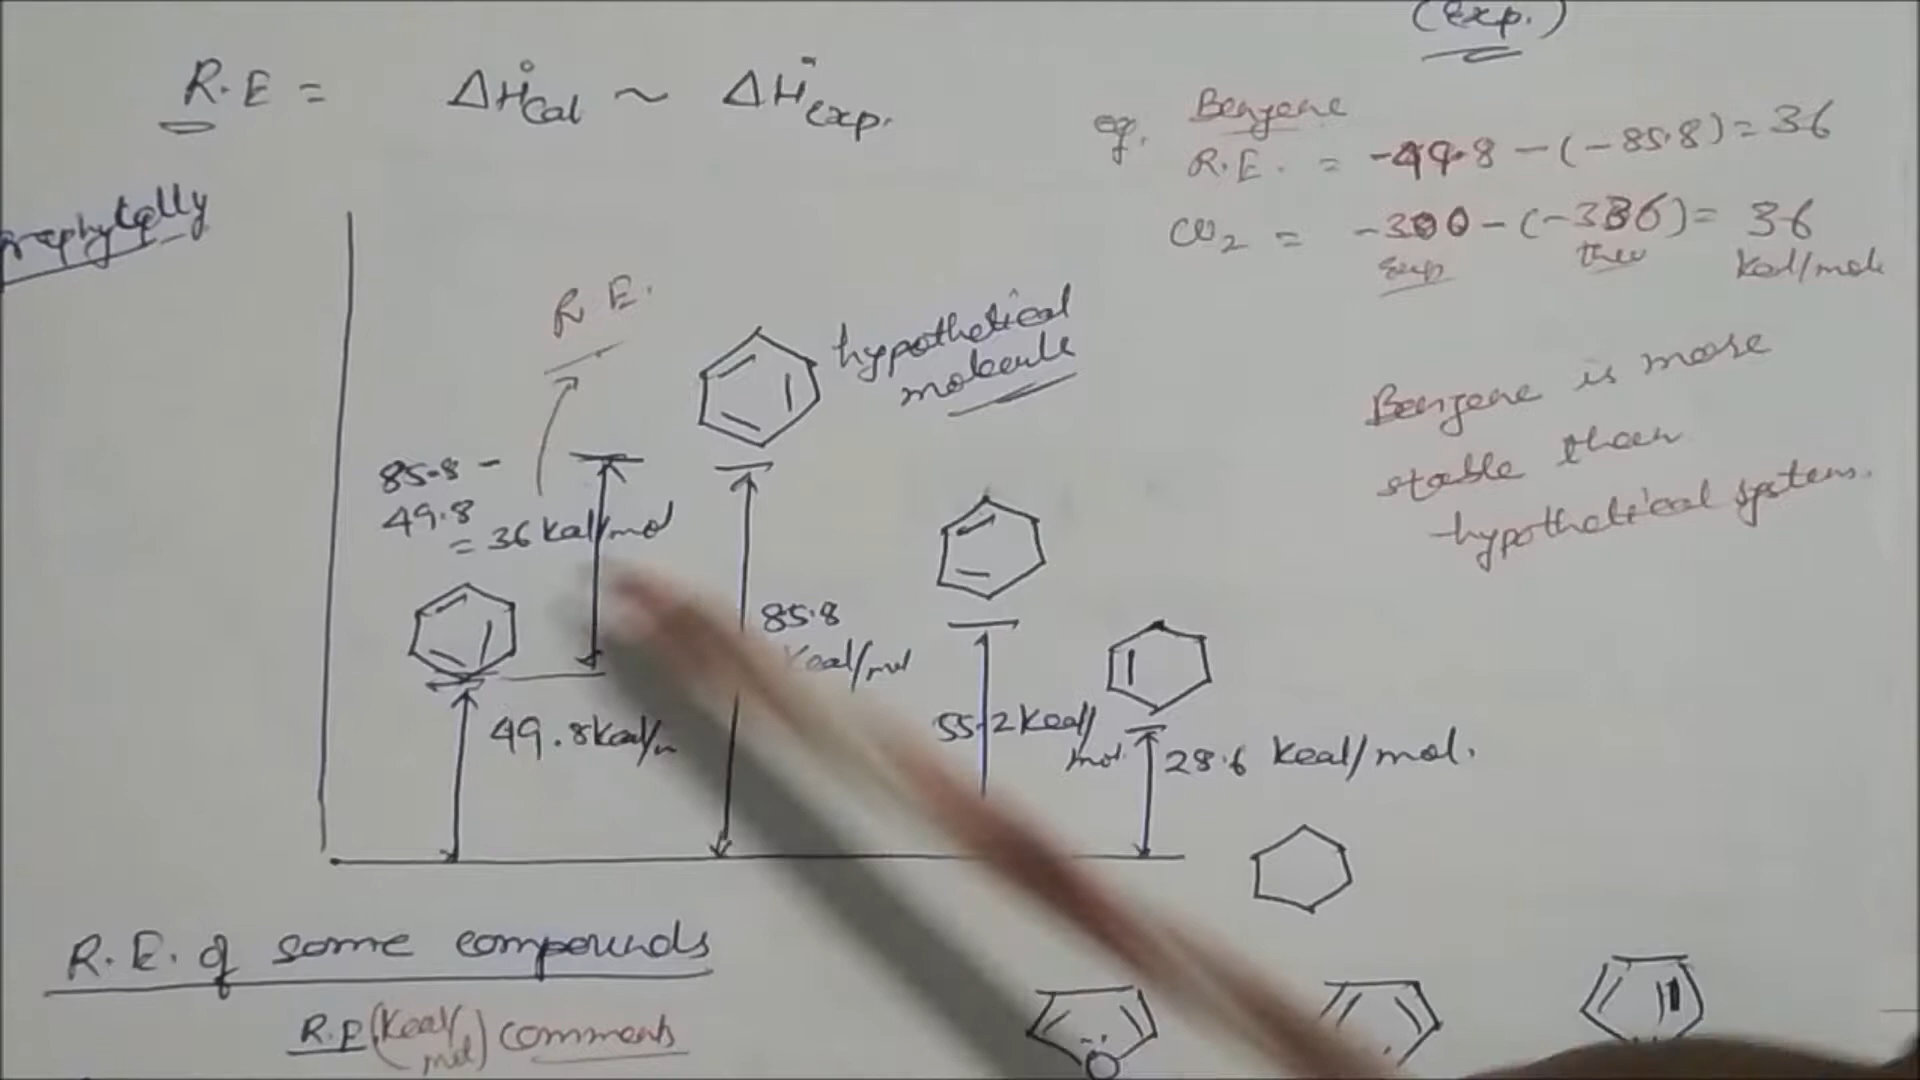 (Exp.)
R.E = ΔH°Cal ~ ΔH°exp.
eg. Benzene
R.E. = -49.8 - (-85.8) = 36
CO2 = -300 - (-336) = 36
exp theo Kcal/mol
graphytcally
R E.
hypothetical
molecule
Benzene is more
stable than
hypothetical system.
85.8 -
49.8
= 36 Kcal/mol
85.8
Kcal/mol
49.8 kcal/m
55.2 Kcal/
mol.
28.6 Kcal/mol.
R.E. of some compounds
R.E (Kcal/
mol) comments
O